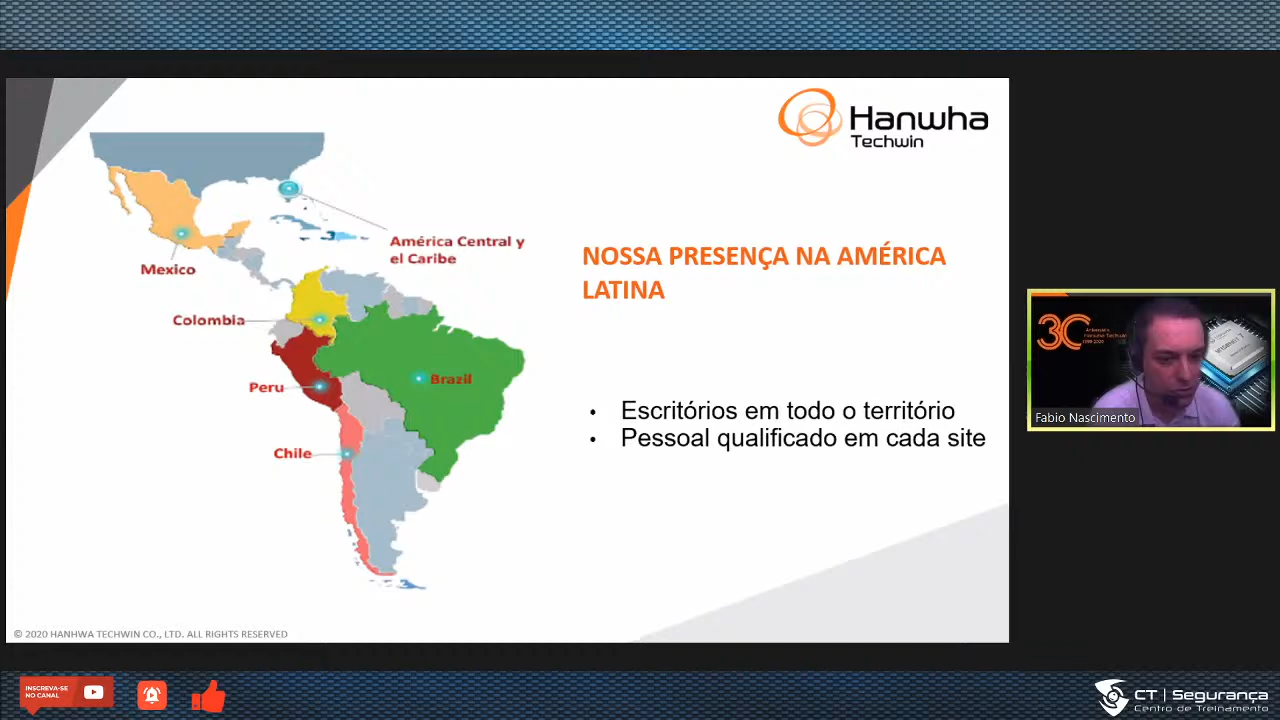 Hanwha
Techwin
América Central y
el Caribe
Mexico
Colombia
Peru
Brazil
Chile
NOSSA PRESENÇA NA AMÉRICA
LATINA
• Escritórios em todo o território
• Pessoal qualificado em cada site
Fabio Nascimento
© 2020 HANHWA TECHWIN CO., LTD. ALL RIGHTS RESERVED
INSCREVA-SE
NO CANAL
CT | Segurança
Centro de Treinamento